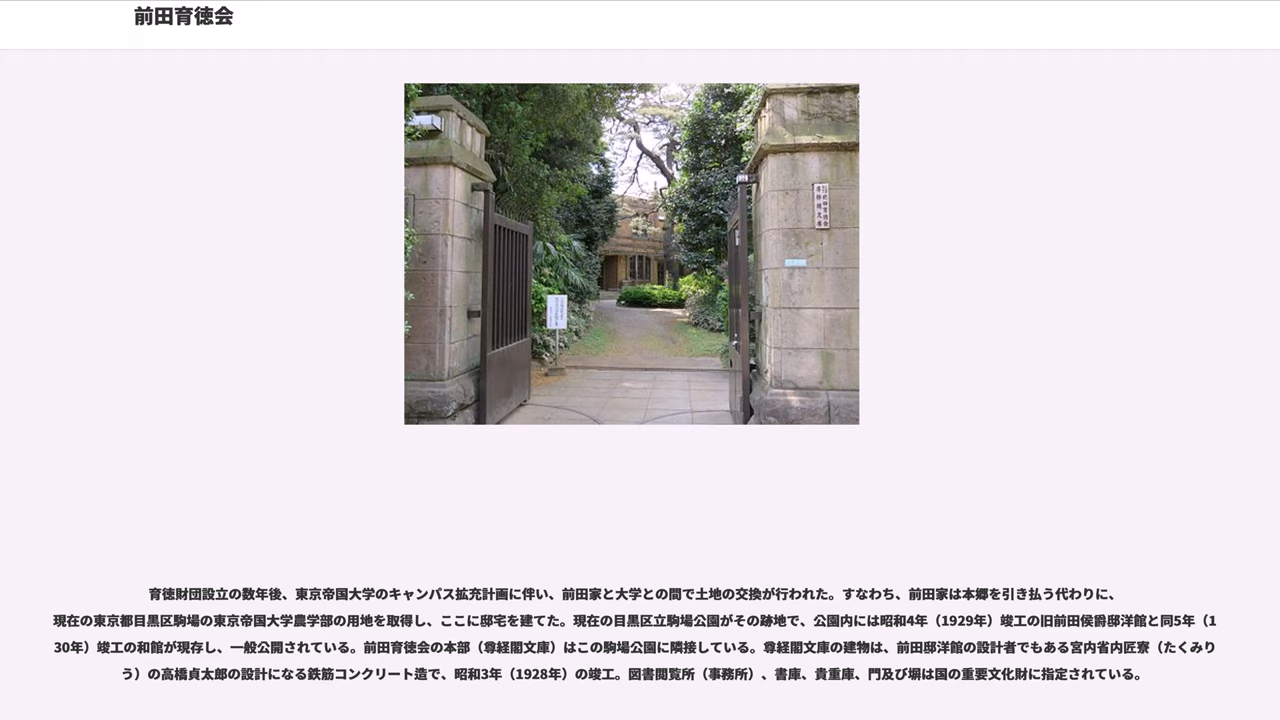 前田育徳会
育徳財団設立の数年後、東京帝国大学のキャンパス拡充計画に伴い、前田家と大学との間で土地の交換が行われた。すなわち、前田家は本郷を引き払う代わりに、
現在の東京都目黒区駒場の東京帝国大学農学部の用地を取得し、ここに邸宅を建てた。現在の目黒区立駒場公園がその跡地で、公園内には昭和4年（1929年）竣工の旧前田侯爵邸洋館と同5年（1
30年）竣工の和館が現存し、一般公開されている。前田育徳会の本部（尊経閣文庫）はこの駒場公園に隣接している。尊経閣文庫の建物は、前田邸洋館の設計者でもある宮内省内匠寮（たくみり
う）の高橋貞太郎の設計になる鉄筋コンクリート造で、昭和3年（1928年）の竣工。図書閲覧所（事務所）、書庫、貴重庫、門及び塀は国の重要文化財に指定されている。